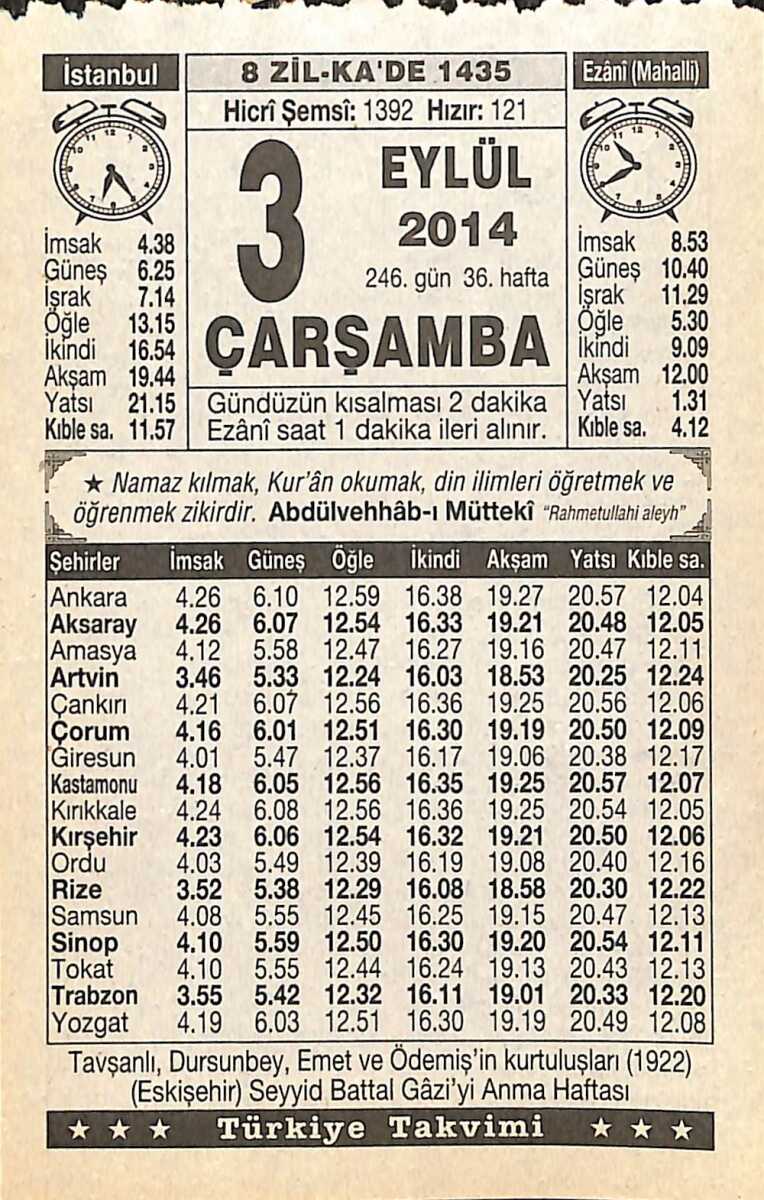 İstanbul
8 ZİL-KA'DE 1435
Ezânî (Mahallî)
Hicrî Şemsî: 1392 Hızır: 121
3
EYLÜL
2014
246. gün 36. hafta
ÇARŞAMBA
Gündüzün kısalması 2 dakika
Ezânî saat 1 dakika ileri alınır.
İmsak 4.38
Güneş 6.25
İşrak 7.14
Öğle 13.15
İkindi 16.54
Akşam 19.44
Yatsı 21.15
Kıble sa. 11.57
İmsak 8.53
Güneş 10.40
İşrak 11.29
Öğle 5.30
İkindi 9.09
Akşam 12.00
Yatsı 1.31
Kıble sa. 4.12
★ Namaz kılmak, Kur'ân okumak, din ilimleri öğretmek ve
öğrenmek zikirdir. Abdülvehhâb-ı Müttekî "Rahmetullahi aleyh"
Şehirler İmsak Güneş Öğle İkindi Akşam Yatsı Kıble sa.
Ankara 4.26 6.10 12.59 16.38 19.27 20.57 12.04
Aksaray 4.26 6.07 12.54 16.33 19.21 20.48 12.05
Amasya 4.12 5.58 12.47 16.27 19.16 20.47 12.11
Artvin 3.46 5.33 12.24 16.03 18.53 20.25 12.24
Çankırı 4.21 6.07 12.56 16.36 19.25 20.56 12.06
Çorum 4.16 6.01 12.51 16.30 19.19 20.50 12.09
Giresun 4.01 5.47 12.37 16.17 19.06 20.38 12.17
Kastamonu 4.18 6.05 12.56 16.35 19.25 20.57 12.07
Kırıkkale 4.24 6.08 12.56 16.36 19.25 20.54 12.05
Kırşehir 4.23 6.06 12.54 16.32 19.21 20.50 12.06
Ordu 4.03 5.49 12.39 16.19 19.08 20.40 12.16
Rize 3.52 5.38 12.29 16.08 18.58 20.30 12.22
Samsun 4.08 5.55 12.45 16.25 19.15 20.47 12.13
Sinop 4.10 5.59 12.50 16.30 19.20 20.54 12.11
Tokat 4.10 5.55 12.44 16.24 19.13 20.43 12.13
Trabzon 3.55 5.42 12.32 16.11 19.01 20.33 12.20
Yozgat 4.19 6.03 12.51 16.30 19.19 20.49 12.08
Tavşanlı, Dursunbey, Emet ve Ödemiş'in kurtuluşları (1922)
(Eskişehir) Seyyid Battal Gâzi'yi Anma Haftası
★ ★ ★ Türkiye Takvimi ★ ★ ★